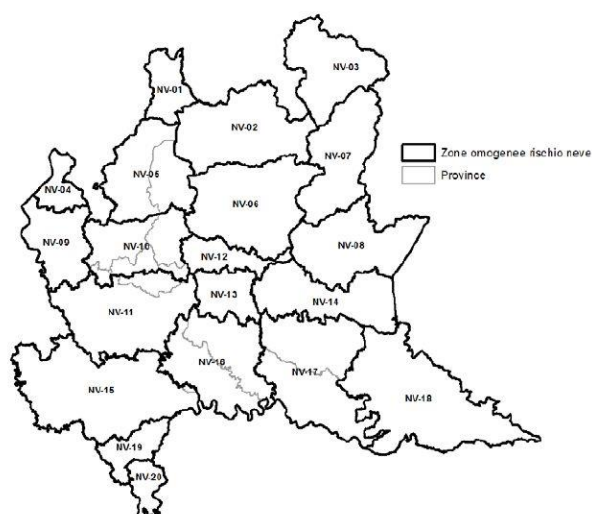 NV-03
NV-01
NV-02
NV-07
Zone omogenee rischio neve
Province
NV-05
NV-04
NV-06
NV-09
NV-10
NV-08
NV-12
NV-13
NV-14
NV-11
NV-16
NV-17
NV-15
NV-18
NV-19
NV-20